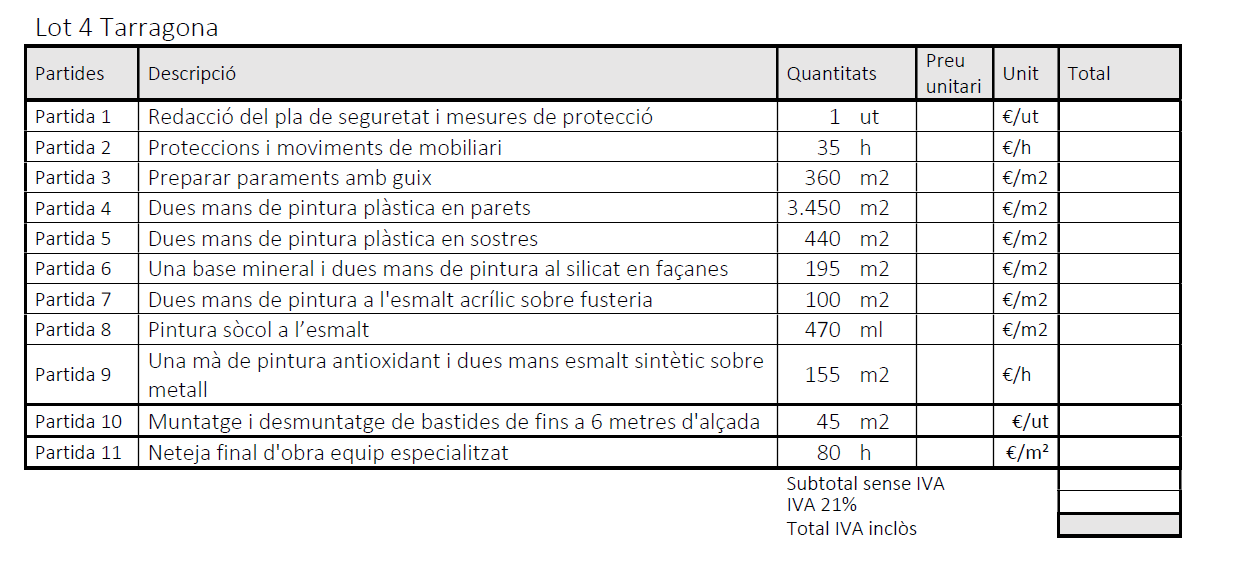 Lot 4 Tarragona
Partides Descripció Quantitats Preu unitari Unit Total
Partida 1 Redacció del pla de seguretat i mesures de protecció 1 ut €/ut
Partida 2 Proteccions i moviments de mobiliari 35 h €/h
Partida 3 Preparar paraments amb guix 360 m2 €/m2
Partida 4 Dues mans de pintura plàstica en parets 3.450 m2 €/m2
Partida 5 Dues mans de pintura plàstica en sostres 440 m2 €/m2
Partida 6 Una base mineral i dues mans de pintura al silicat en façanes 195 m2 €/m2
Partida 7 Dues mans de pintura a l'esmalt acrílic sobre fusteria 100 m2 €/m2
Partida 8 Pintura sòcol a l’esmalt 470 ml €/m2
Partida 9 Una mà de pintura antioxidant i dues mans esmalt sintètic sobre
metall 155 m2 €/h
Partida 10 Muntatge i desmuntatge de bastides de fins a 6 metres d'alçada 45 m2 €/ut
Partida 11 Neteja final d'obra equip especialitzat 80 h €/m²
Subtotal sense IVA
IVA 21%
Total IVA inclòs